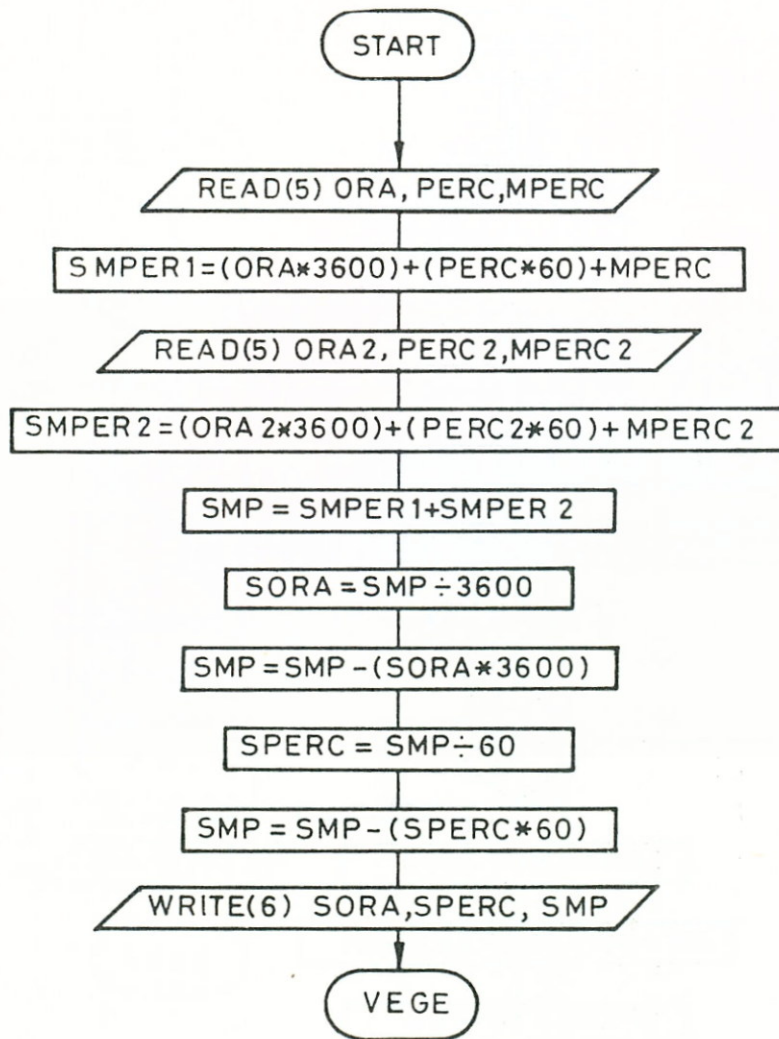 START
READ(5) ORA, PERC,MPERC
SMPER1=(ORA*3600)+(PERC*60)+MPERC
READ(5) ORA2, PERC2,MPERC2
SMPER2=(ORA2*3600)+(PERC2*60)+MPERC2
SMP=SMPER1+SMPER2
SORA=SMP÷3600
SMP=SMP-(SORA*3600)
SPERC=SMP÷60
SMP=SMP-(SPERC*60)
WRITE(6) SORA,SPERC, SMP
VEGE